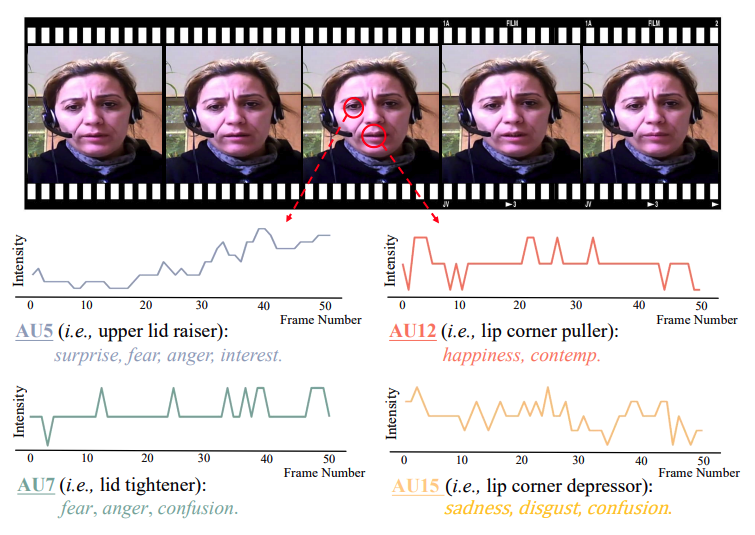 1A FILM 1A FILM 2
JV ▶3 JV ▶3
Intensity
0 10 20 30 40 50
Frame Number
AU5 (i.e., upper lid raiser):
surprise, fear, anger, interest.
Intensity
0 10 20 30 40 50
Frame Number
AU12 (i.e., lip corner puller):
happiness, contemp.
Intensity
0 10 20 30 40 50
Frame Number
AU7 (i.e., lid tightener):
fear, anger, confusion.
Intensity
0 10 20 30 40 50
Frame Number
AU15 (i.e., lip corner depressor):
sadness, disgust, confusion.